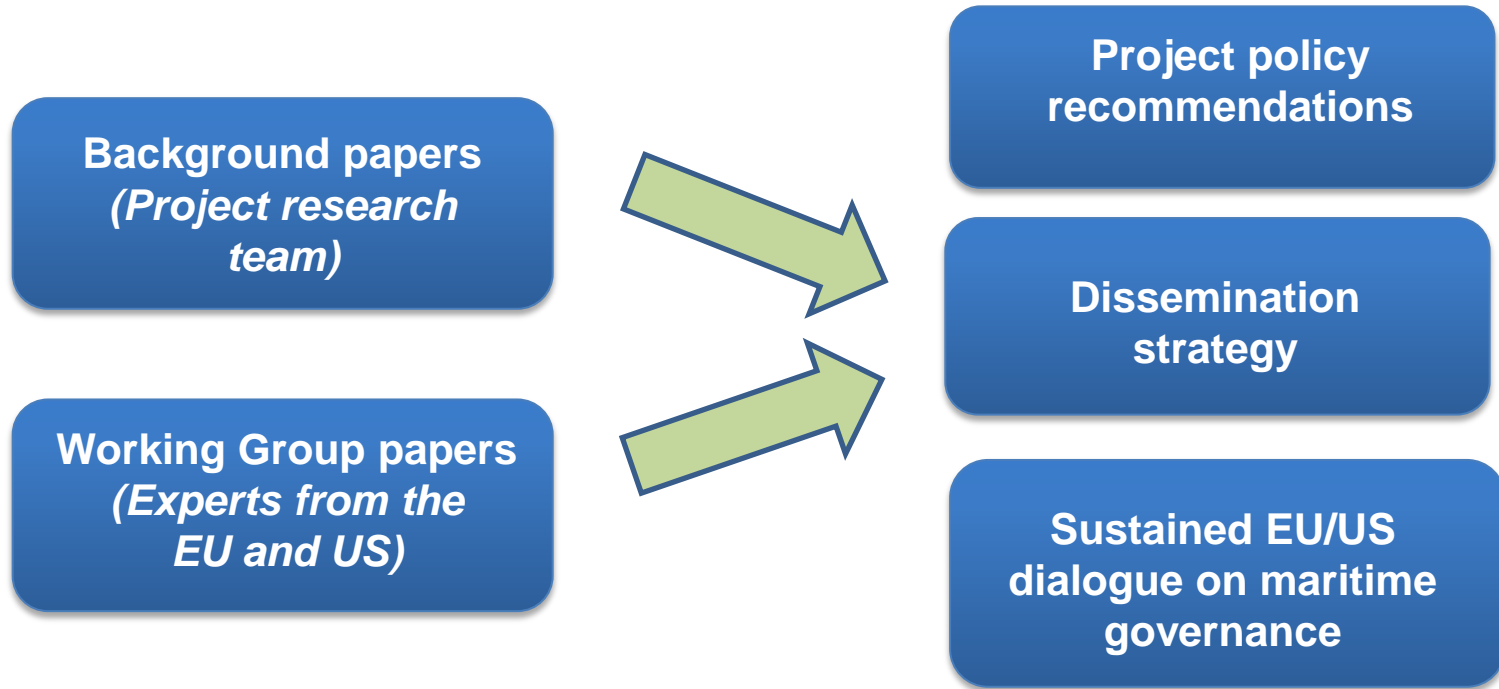 Background papers
(Project research
team)
Working Group papers
(Experts from the
EU and US)
Project policy
recommendations
Dissemination
strategy
Sustained EU/US
dialogue on maritime
governance